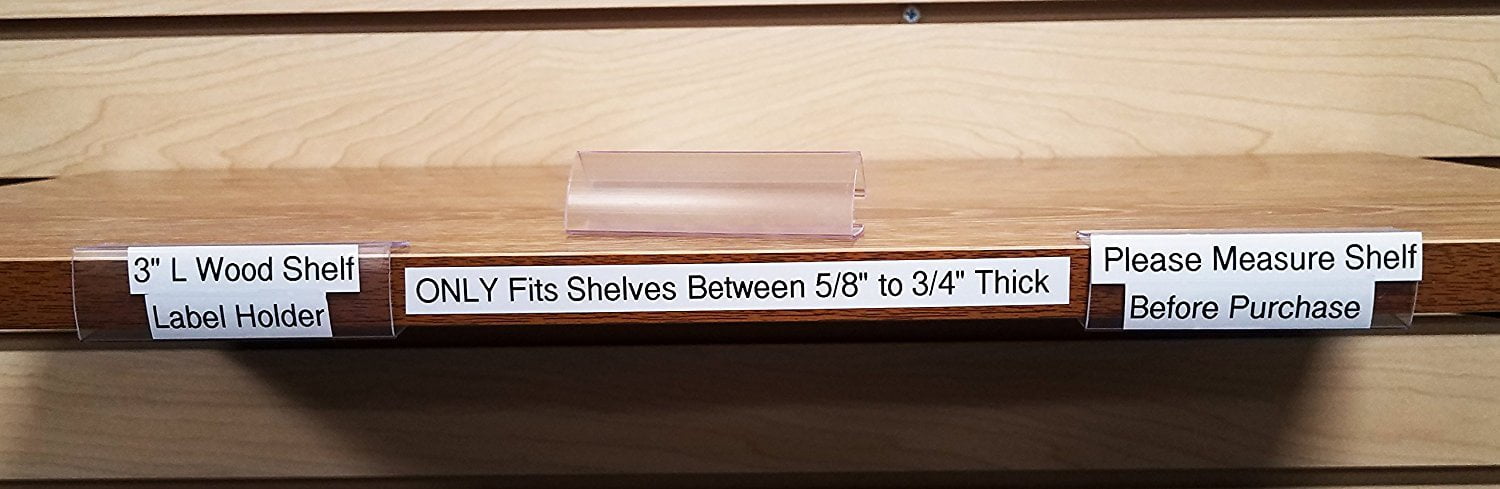 3" L Wood Shelf
Label Holder
ONLY Fits Shelves Between 5/8" to 3/4" Thick
Please Measure Shelf
Before Purchase